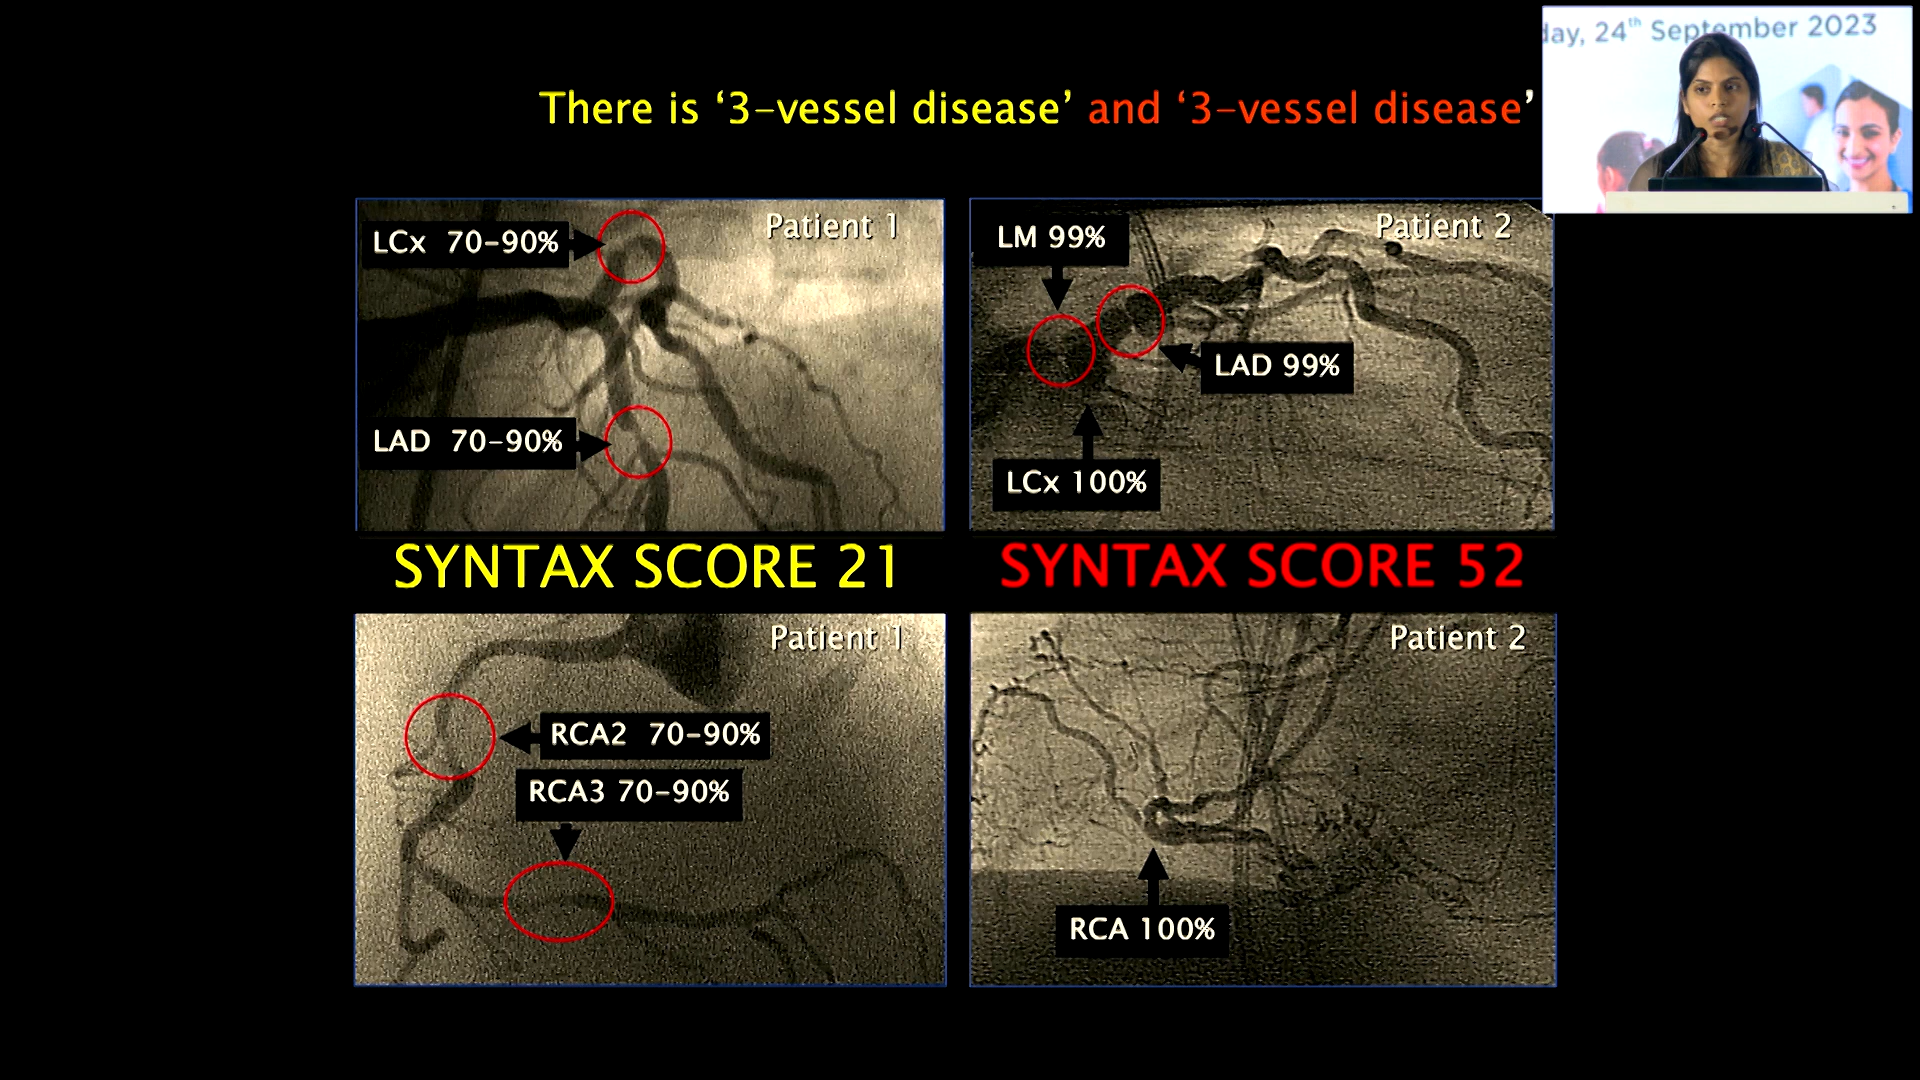 day, 24th September 2023
There is ‘3-vessel disease’ and ‘3-vessel disease’
Patient 1
LCx 70-90%
LAD 70-90%
Patient 2
LM 99%
LAD 99%
LCx 100%
SYNTAX SCORE 21
SYNTAX SCORE 52
Patient 1
RCA2 70-90%
RCA3 70-90%
Patient 2
RCA 100%